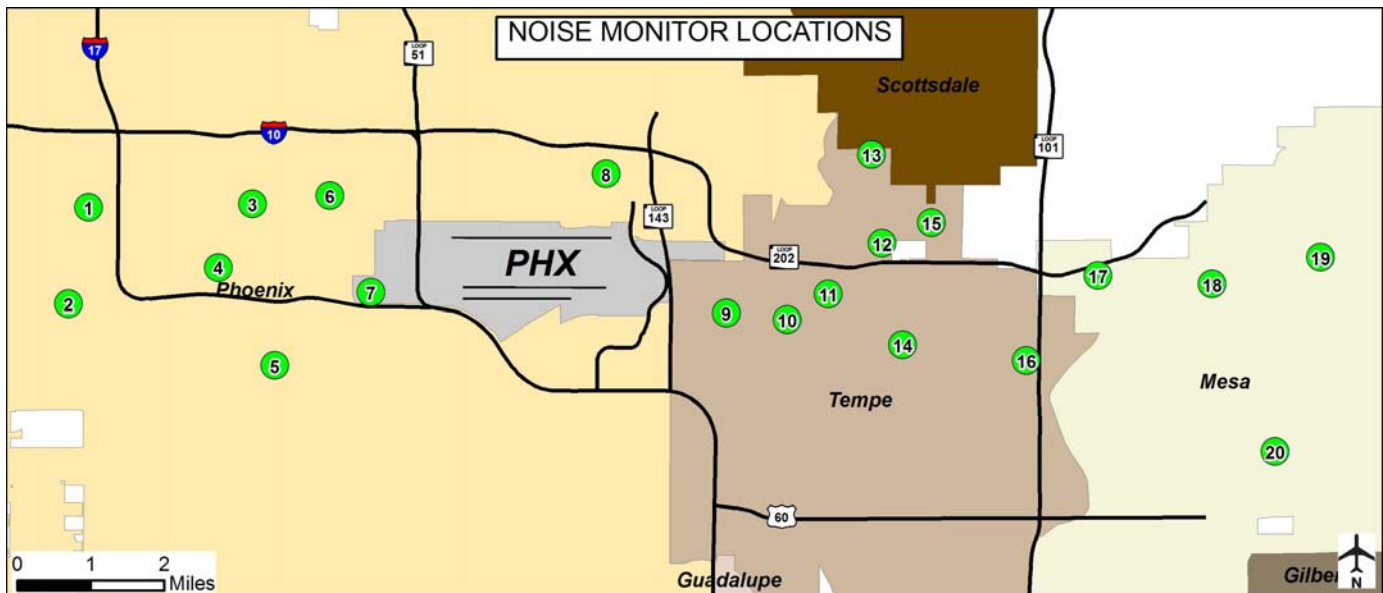 NOISE MONITOR LOCATIONS
17
LOOP
51
Scottsdale
10
LOOP
101
13
8
1
3
6
LOOP
143
15
12
PHX
LOOP
202
19
4
Phoenix
7
17
18
2
11
9
10
14
16
5
Tempe
Mesa
20
60
0 1 2
Miles
Guadalupe
Gilber
N